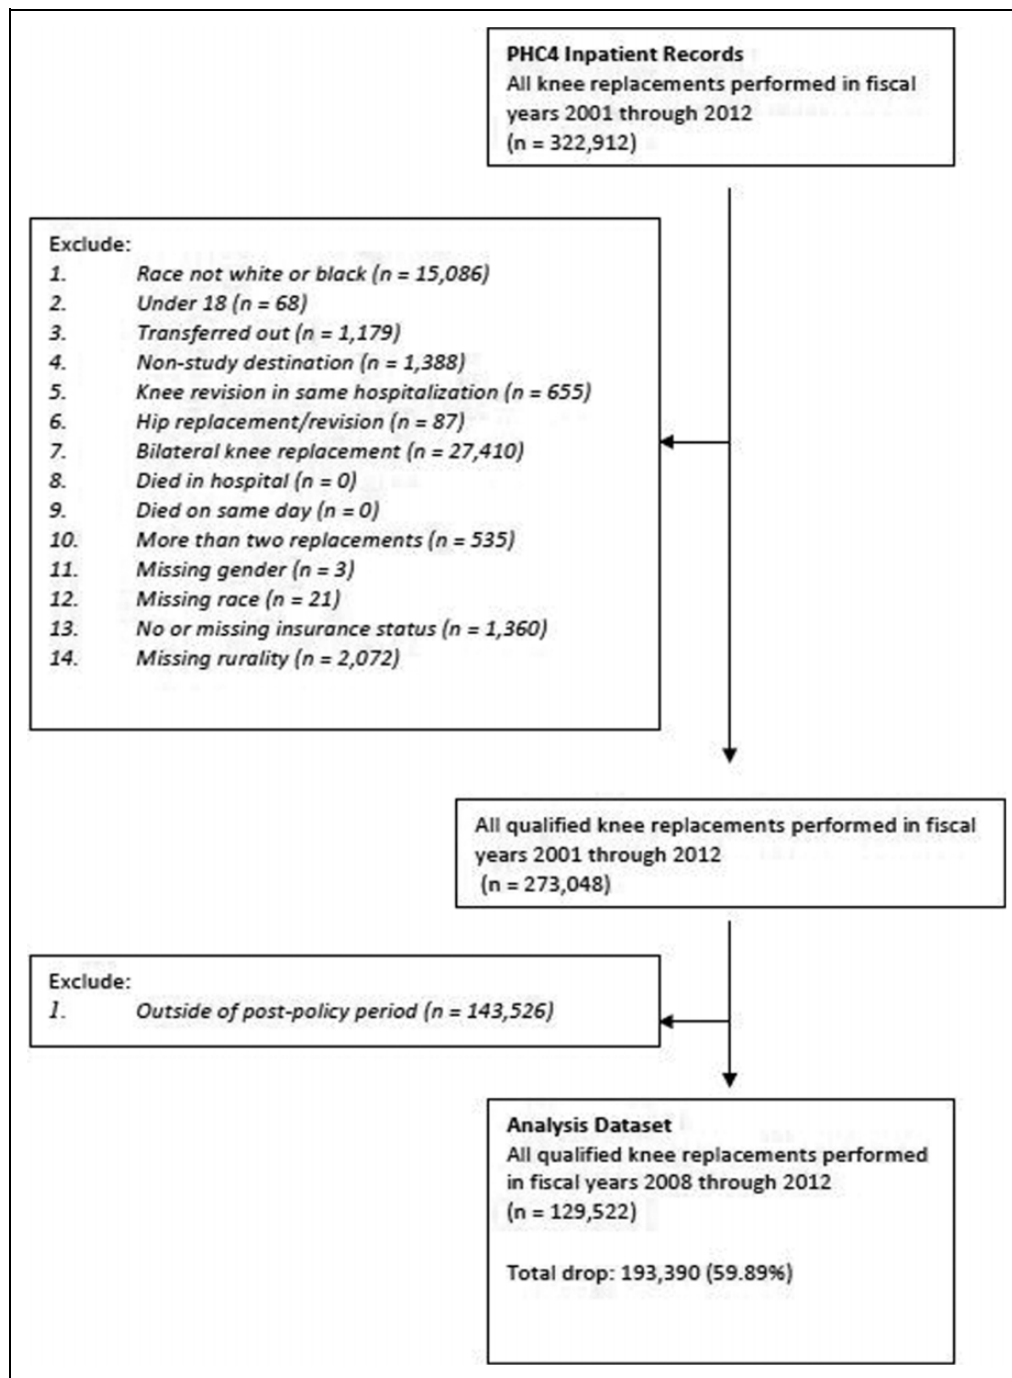 PHC4 Inpatient Records
All knee replacements performed in fiscal
years 2001 through 2012
(n = 322,912)
Exclude:
1. Race not white or black (n = 15,086)
2. Under 18 (n = 68)
3. Transferred out (n = 1,179)
4. Non-study destination (n = 1,388)
5. Knee revision in same hospitalization (n = 655)
6. Hip replacement/revision (n = 87)
7. Bilateral knee replacement (n = 27,410)
8. Died in hospital (n = 0)
9. Died on same day (n = 0)
10. More than two replacements (n = 535)
11. Missing gender (n = 3)
12. Missing race (n = 21)
13. No or missing insurance status (n = 1,360)
14. Missing rurality (n = 2,072)
All qualified knee replacements performed in fiscal
years 2001 through 2012
(n = 273,048)
Exclude:
1. Outside of post-policy period (n = 143,526)
Analysis Dataset
All qualified knee replacements performed
in fiscal years 2008 through 2012
(n = 129,522)
Total drop: 193,390 (59.89%)